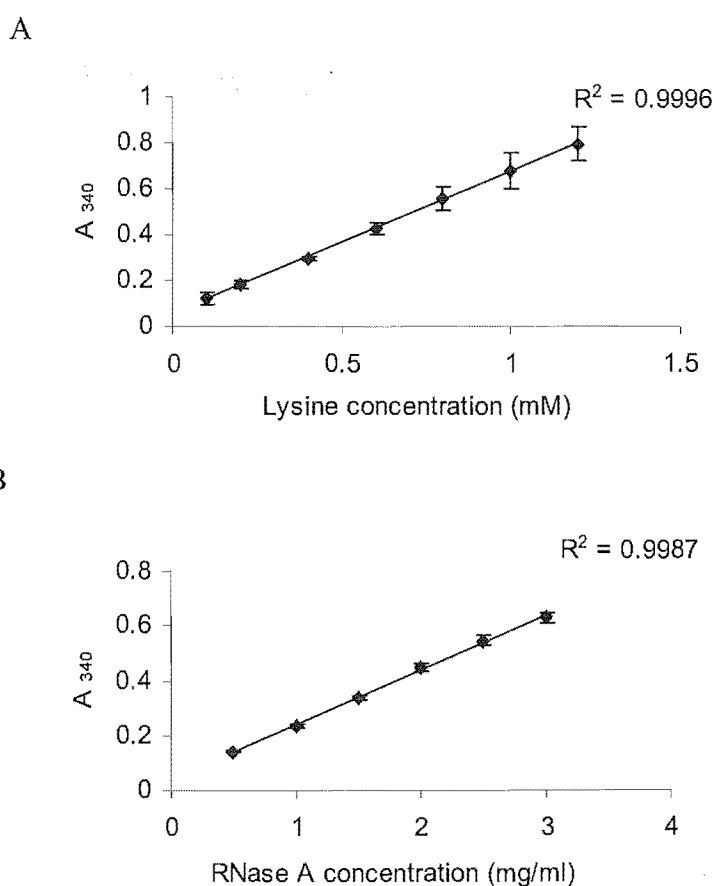 A
R² = 0.9996
1
0.8
0.6
0.4
0.2
0
A 340
0 0.5 1 1.5
Lysine concentration (mM)
B
R² = 0.9987
0.8
0.6
0.4
0.2
0
A 340
0 1 2 3 4
RNase A concentration (mg/ml)